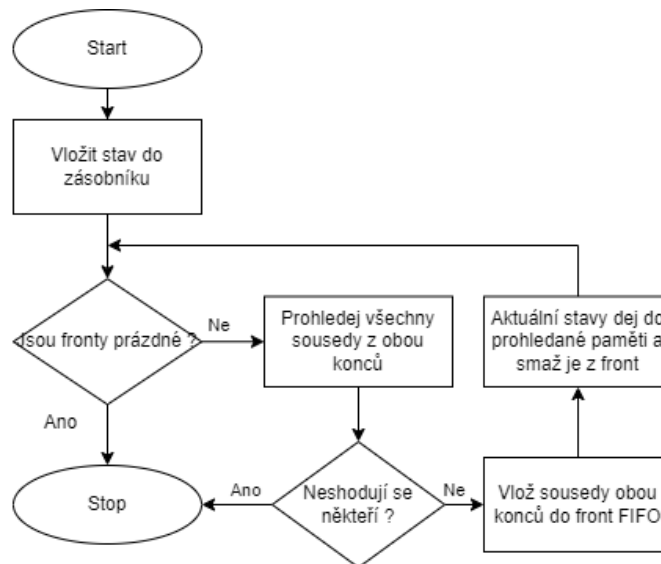 Start
Vložit stav do
zásobníku
Jsou fronty prázdné ?
Ne
Prohledej všechny
sousedy z obou
konců
Aktuální stavy dej do
prohledané paměti a
smaž je z front
Ano
Stop
Ano
Neshodují se
někteří ?
Ne
Vlož sousedy obou
konců do front FIFO